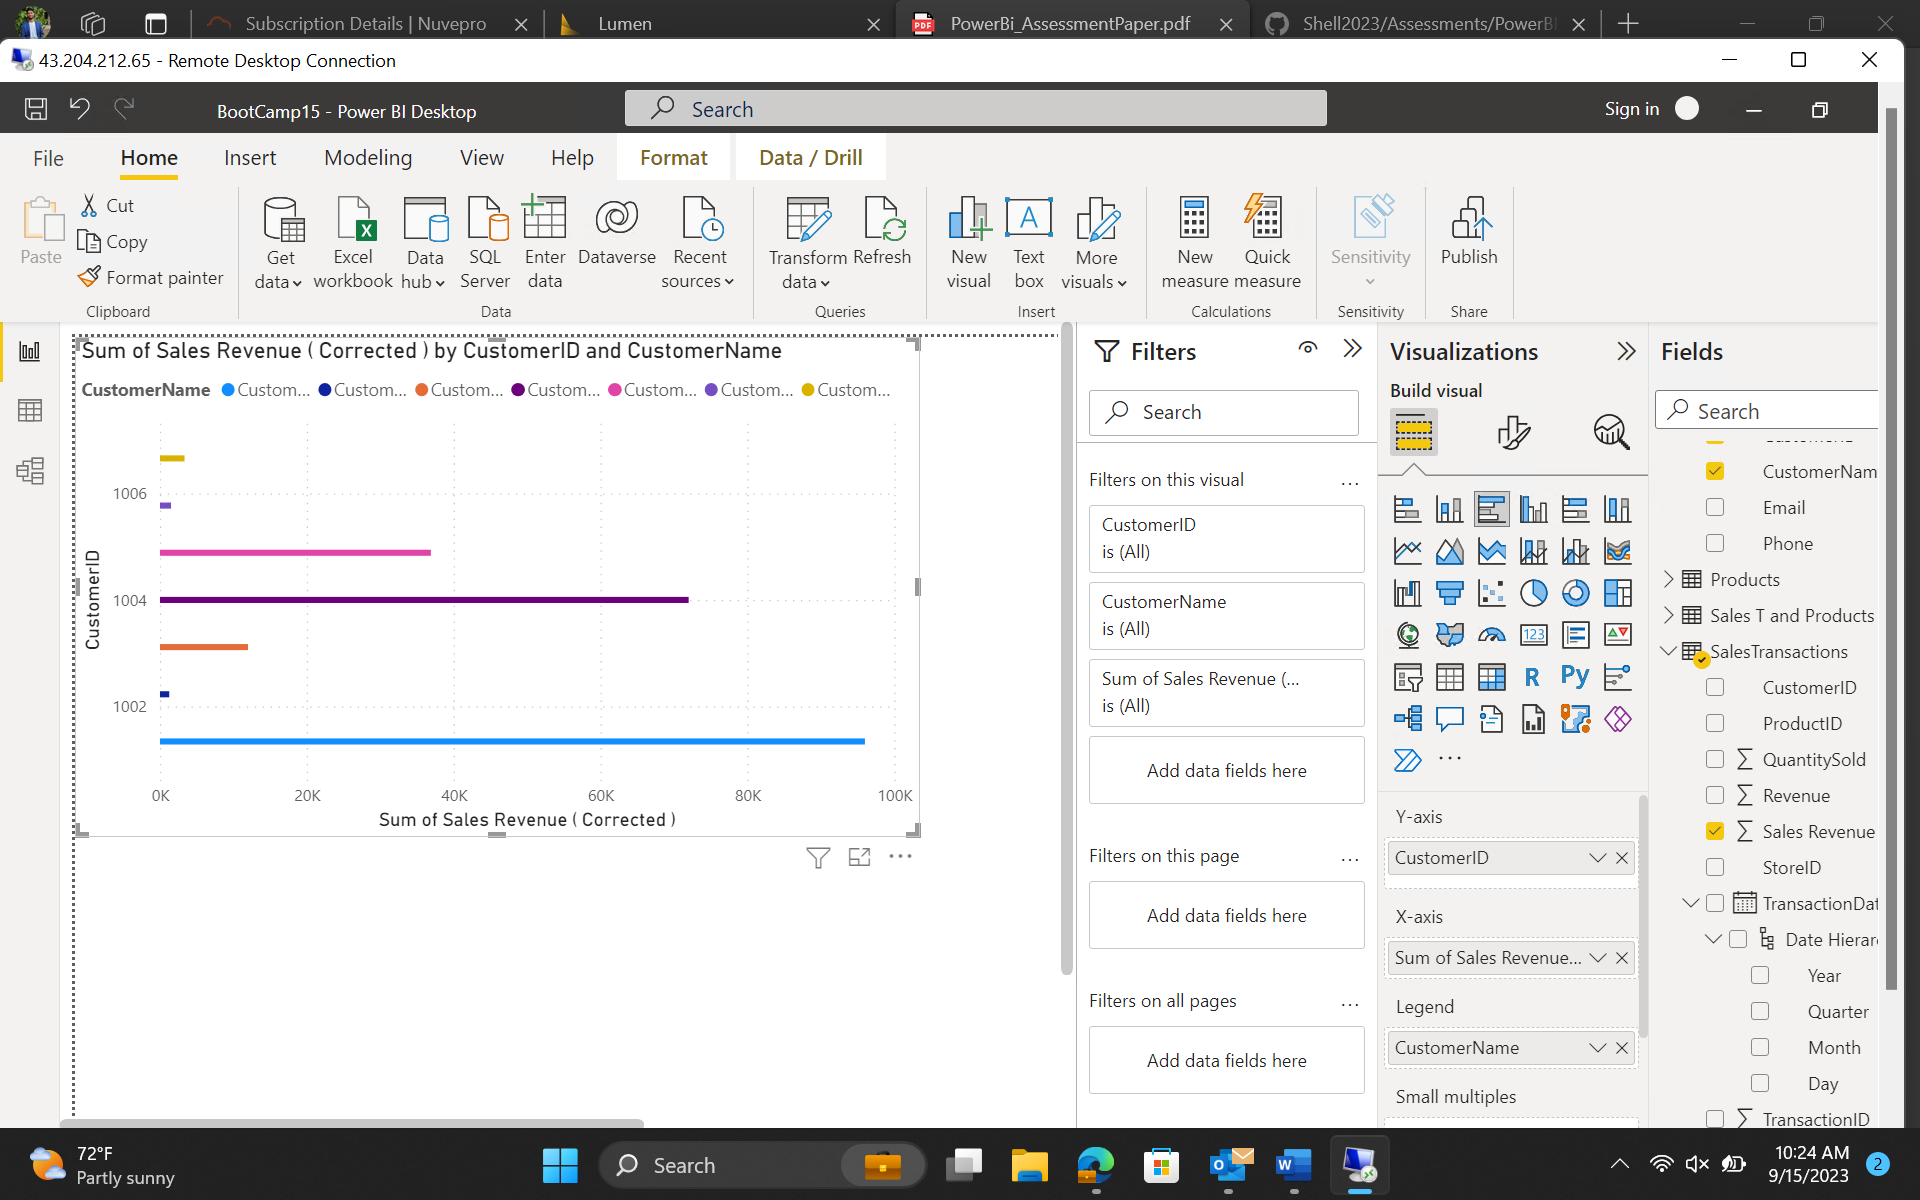 Subscription Details | Nuvepro
Lumen
PDF
PowerBi_AssessmentPaper.pdf
Shell2023/Assessments/PowerBI
43.204.212.65 - Remote Desktop Connection
BootCamp15 - Power BI Desktop
Search
Sign in
File
Home
Insert
Modeling
View
Help
Format
Data / Drill
Paste
Cut
Copy
Format painter
Clipboard
Get data
Excel workbook
Data hub
SQL Server
Enter data
Dataverse
Recent sources
Data
Transform data
Refresh
Queries
New visual
Text box
More visuals
Insert
New measure
Quick measure
Calculations
Sensitivity
Sensitivity
Publish
Share
Sum of Sales Revenue ( Corrected ) by CustomerID and CustomerName
CustomerName Custom... Custom... Custom... Custom... Custom... Custom... Custom...
CustomerID
1006
1004
1002
0K 20K 40K 60K 80K 100K
Sum of Sales Revenue ( Corrected )
Filters
Search
Filters on this visual ...
CustomerID
is (All)
CustomerName
is (All)
Sum of Sales Revenue (...
is (All)
Add data fields here
Filters on this page ...
Add data fields here
Filters on all pages ...
Add data fields here
Visualizations
Build visual
123
R
Py
...
Y-axis
CustomerID
X-axis
Sum of Sales Revenue...
Legend
CustomerName
Small multiples
Fields
Search
CustomerNam
Email
Phone
Products
Sales T and Products
SalesTransactions
CustomerID
ProductID
QuantitySold
Revenue
Sales Revenue
StoreID
TransactionDat
Date Hierar
Year
Quarter
Month
Day
TransactionID
72°F
Partly sunny
Search
10:24 AM
9/15/2023
2